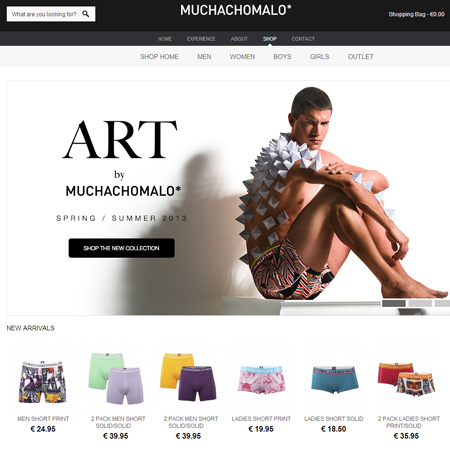 MUCHACHOMALO*
What are you looking for?
Shopping Bag - €0.00
HOME EXPERIENCE ABOUT SHOP CONTACT
SHOP HOME MEN WOMEN BOYS GIRLS OUTLET
ART
by
MUCHACHOMALO*
SPRING / SUMMER 2013
SHOP THE NEW COLLECTION
NEW ARRIVALS
MEN SHORT PRINT
€ 24.95
2 PACK MEN SHORT
SOLID/SOLID
€ 39.95
2 PACK MEN SHORT
SOLID/SOLID
€ 39.95
LADIES SHORT PRINT
€ 19.95
LADIES SHORT SOLID
€ 18.50
2 PACK LADIES SHORT
PRINT/SOLID
€ 35.95